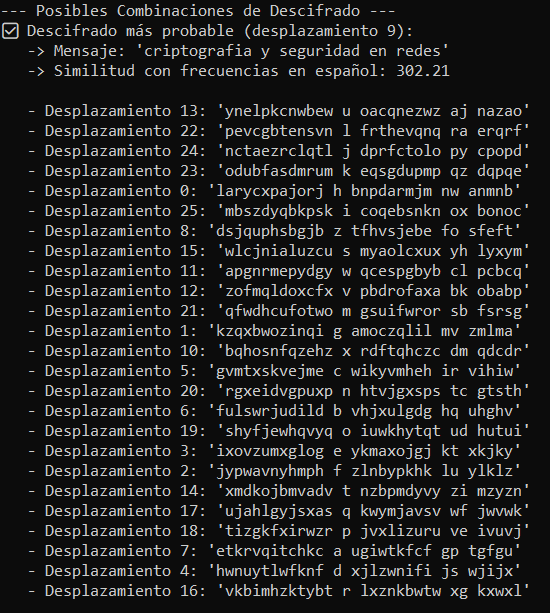 --- Posibles Combinaciones de Descifrado ---
☑ Descifrado más probable (desplazamiento 9):
-> Mensaje: 'criptografia y seguridad en redes'
-> Similitud con frecuencias en español: 302.21
- Desplazamiento 13: 'ynelpkcnwbew u oacqnezwz aj nazao'
- Desplazamiento 22: 'pevcgbtensvn l frthevqnq ra erqrf'
- Desplazamiento 24: 'nctaezrclqtl j dprfctolo py cpopd'
- Desplazamiento 23: 'odubfasdmrum k eqsgdupmp qz dqpqe'
- Desplazamiento 0: 'larycxpajorj h bnpdarmjm nw anmnb'
- Desplazamiento 25: 'mbszdyqbkpsk i coqebsnkn ox bonoc'
- Desplazamiento 8: 'dsjquphsbgjb z tfhvsjebe fo sfeft'
- Desplazamiento 15: 'wlcjnialuzcu s myaolcxux yh lyxym'
- Desplazamiento 11: 'apgnrmepydgy w qcespgbyb cl pcbcq'
- Desplazamiento 12: 'zofmqldoxcfx v pbdrofaxa bk obabp'
- Desplazamiento 21: 'qfwdhcufotwo m gsuifwror sb fsrsg'
- Desplazamiento 1: 'kzqxbwozinqi g amoczqlil mv zmlma'
- Desplazamiento 10: 'bqhosnfqzehz x rdftqhczc dm qdcdr'
- Desplazamiento 5: 'gvmtxskvejme c wikyvmheh ir vihiw'
- Desplazamiento 20: 'rgxeidvgpuxp n htvjgxsps tc gtsth'
- Desplazamiento 6: 'fulswrjudild b vhjxulgdg hq uhghv'
- Desplazamiento 19: 'shyfjewhqvyq o iuwkhytqt ud hutui'
- Desplazamiento 3: 'ixovzumxglog e ykmaxojgj kt xkjky'
- Desplazamiento 2: 'jypwavnyhmph f zlnbypkhk lu ylklz'
- Desplazamiento 14: 'xmdkojbmvadv t nzbpmdyvy zi mzyzn'
- Desplazamiento 17: 'ujahlgyjsxas q kwymjavsv wf jwvwk'
- Desplazamiento 18: 'tizgkfxirwzr p jvxlizuru ve ivuvj'
- Desplazamiento 7: 'etkrvqitchkc a ugiwtkfcf gp tgfgu'
- Desplazamiento 4: 'hwnuytlwfknf d xjlzwnifi js wjijx'
- Desplazamiento 16: 'vkbimhzktybt r lxznkbwtw xg kxwxl'